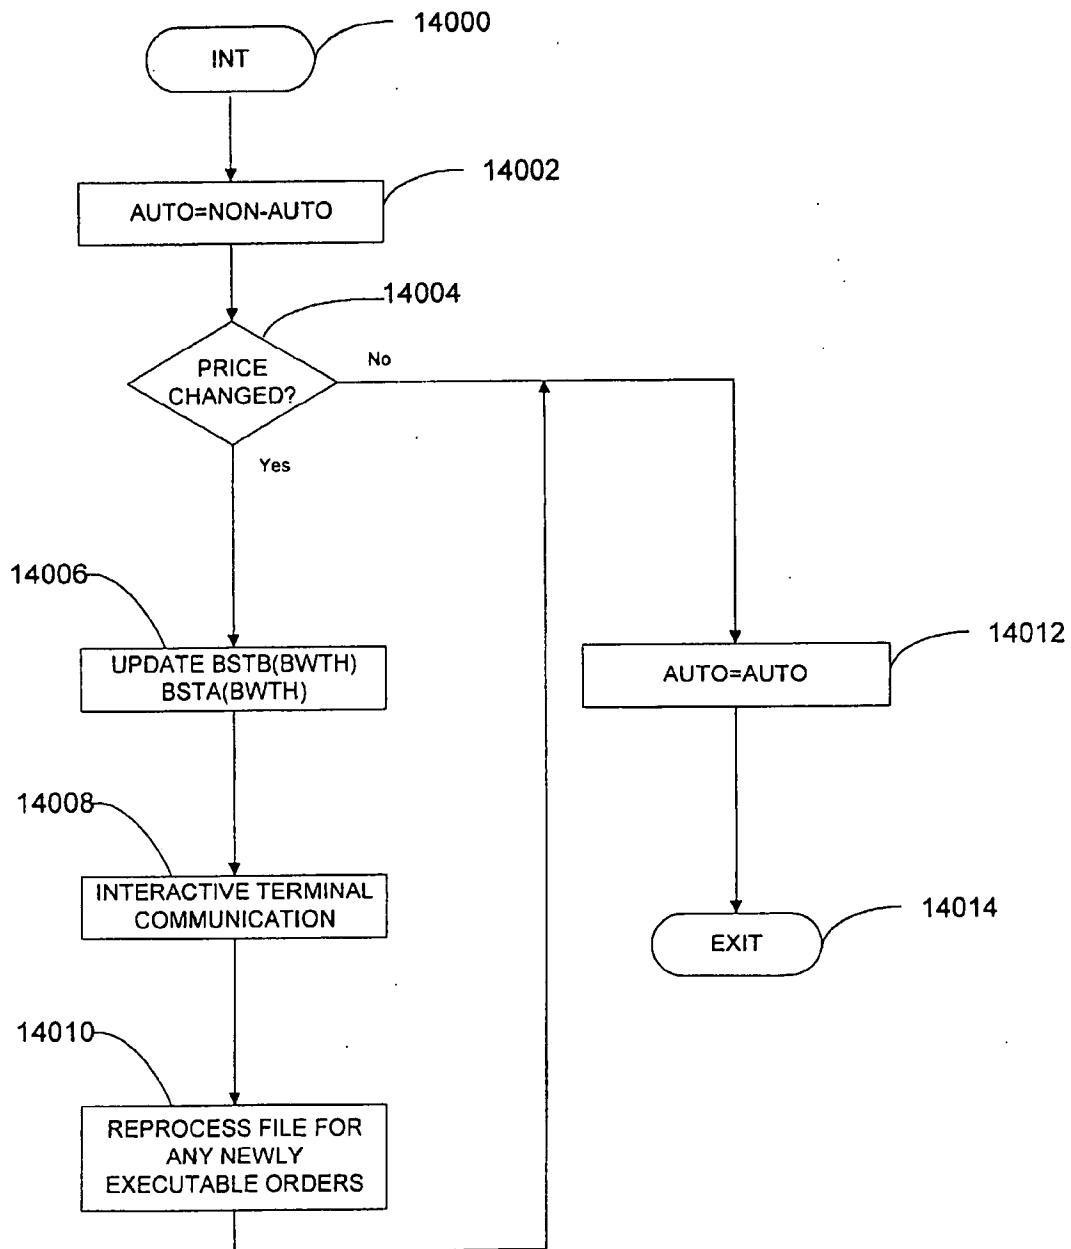 14000
INT
14002
AUTO=NON-AUTO
14004
PRICE
CHANGED?
No
Yes
14006
UPDATE BSTB(BWTH)
BSTA(BWTH)
14012
AUTO=AUTO
14008
INTERACTIVE TERMINAL
COMMUNICATION
14014
EXIT
14010
REPROCESS FILE FOR
ANY NEWLY
EXECUTABLE ORDERS